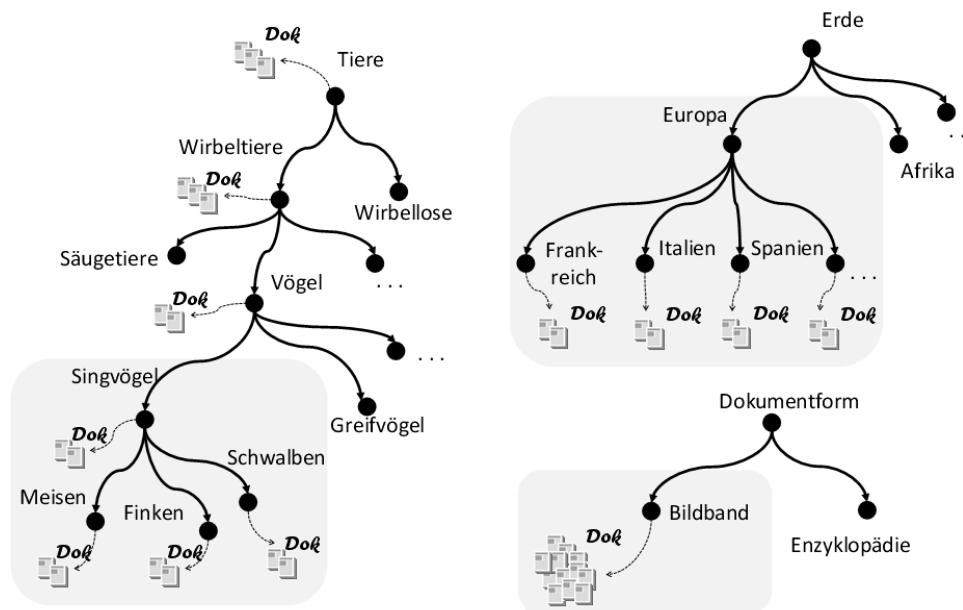 Dok
Tiere
Wirbeltiere
Dok
Wirbellose
Säugetiere
. . .
Vögel
Dok
. . .
Singvögel
Greifvögel
Dok
Schwalben
Meisen
Finken
Dok
Dok
Dok
Erde
Europa
. .
Afrika
Frank-
reich
Italien
Spanien
. . .
Dok
Dok
Dok
Dok
Dokumentform
Bildband
Dok
Enzyklopädie